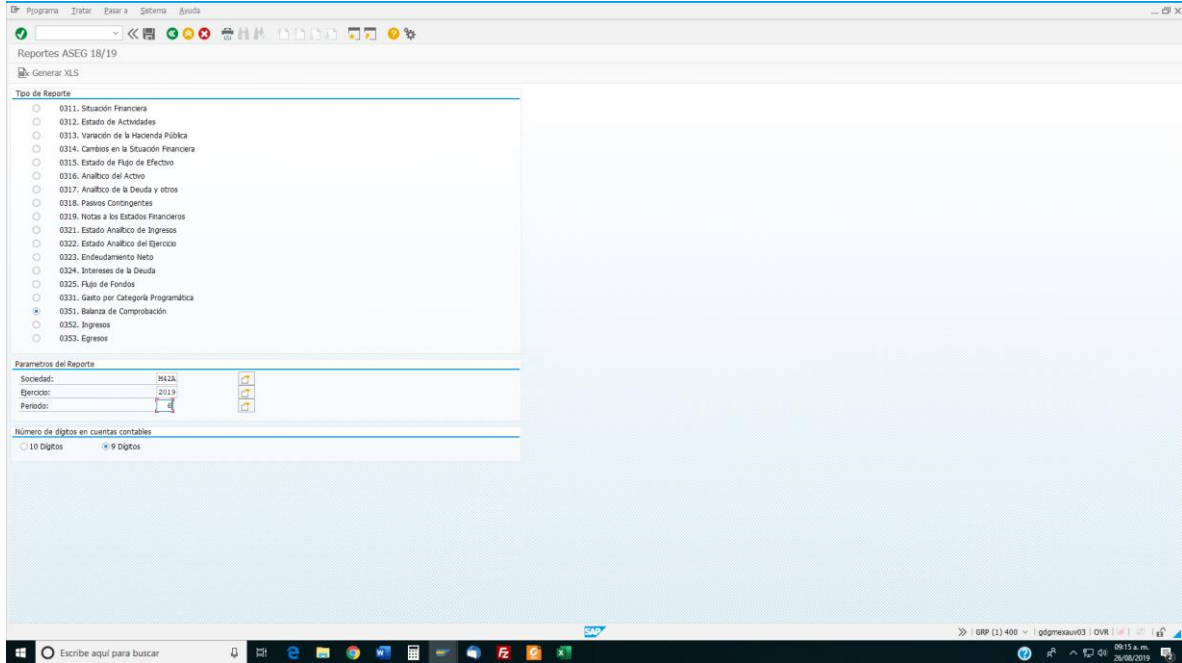 Programa Tratar Pasar a Sistema Ayuda
Reportes ASEG 18/19
Generar XLS
Tipo de Reporte
0311. Situación Financiera
0312. Estado de Actividades
0313. Variación de la Hacienda Pública
0314. Cambios en la Situación Financiera
0315. Estado de Flujo de Efectivo
0316. Analítico del Activo
0317. Analítico de la Deuda y otros
0318. Pasivos Contingentes
0319. Notas a los Estados Financieros
0321. Estado Analítico de Ingresos
0322. Estado Analítico del Ejercicio
0323. Endeudamiento Neto
0324. Intereses de la Deuda
0325. Flujo de Fondos
0331. Gasto por Categoría Programática
0351. Balanza de Comprobación
0352. Ingresos
0353. Egresos
Parametros del Reporte
Sociedad: M42A
Ejercicio: 2019
Periodo: 6
Número de dígitos en cuentas contables
10 Dígitos 9 Dígitos
SAP
GRP (1) 400 gdgmexauv03 OVR
Escribe aquí para buscar
09:15 a. m.
26/08/2019